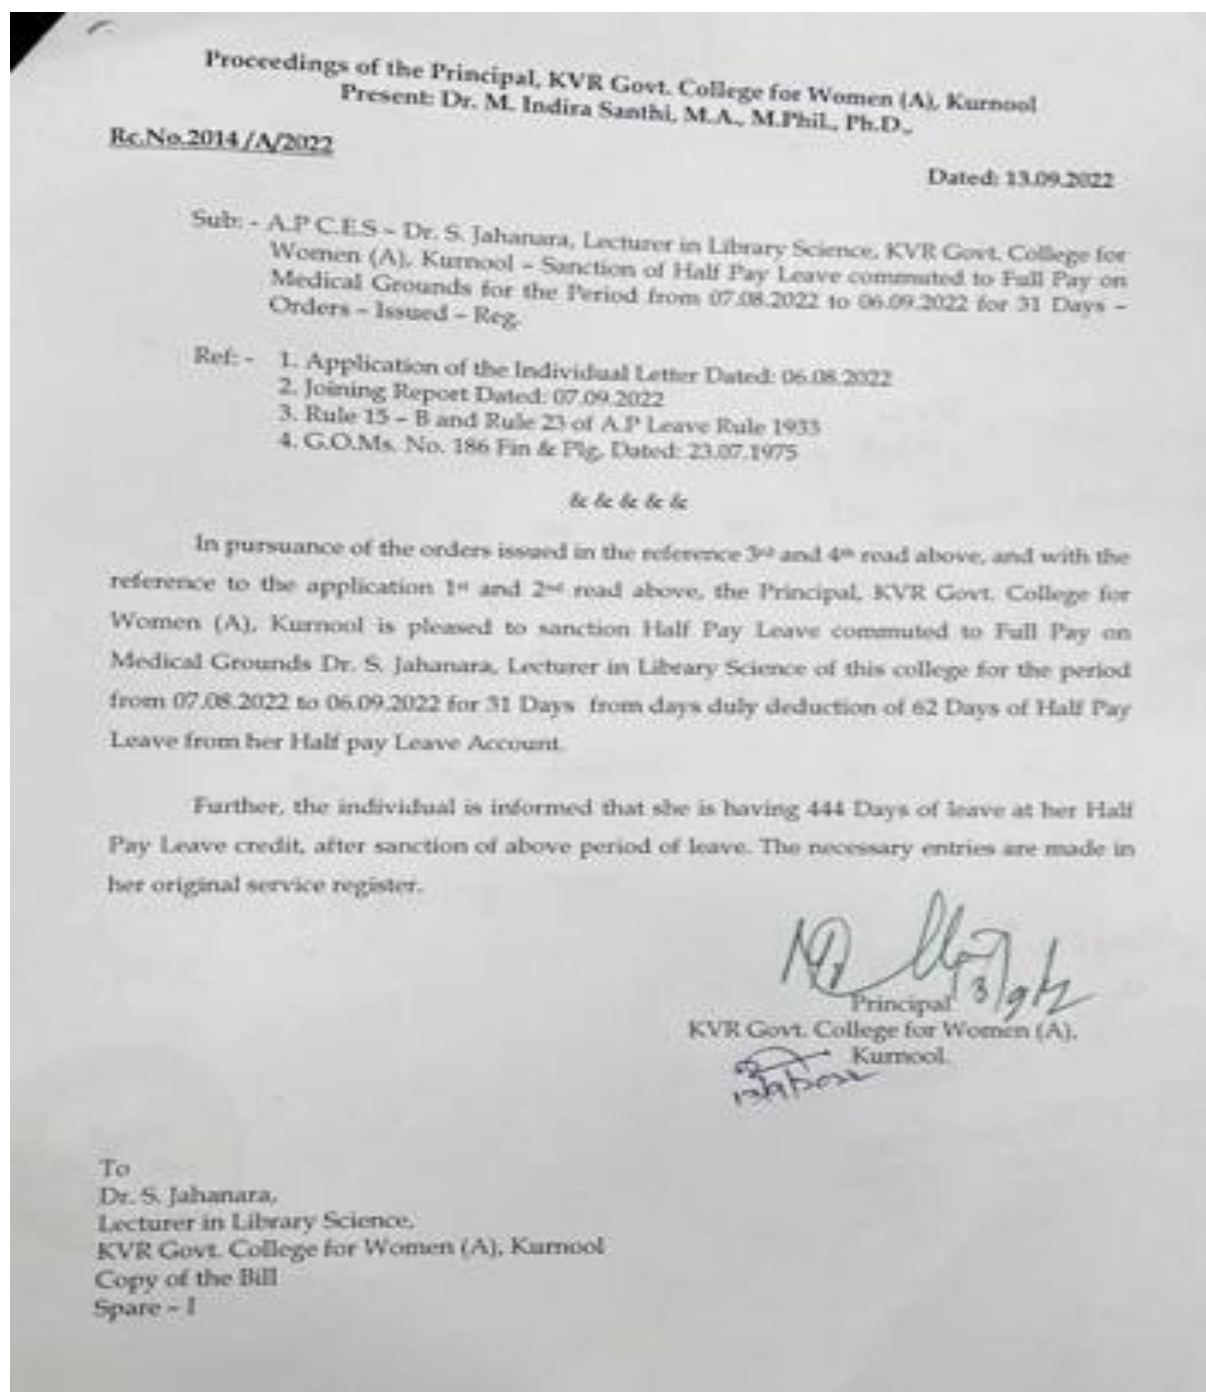 Proceedings of the Principal, KVR Govt. College for Women (A), Kurnool
Present: Dr. M. Indira Santhi, M.A., M.Phil., Ph.D.,
Rc.No.2014/A/2022
Dated: 13.09.2022
Sub: - A.P C.E.S – Dr. S. Jahanara, Lecturer in Library Science, KVR Govt. College for
Women (A), Kurnool – Sanction of Half Pay Leave commuted to Full Pay on
Medical Grounds for the Period from 07.08.2022 to 06.09.2022 for 31 Days –
Orders – Issued – Reg.
Ref: - 1. Application of the Individual Letter Dated: 06.08.2022
2. Joining Report Dated: 07.09.2022
3. Rule 15 – B and Rule 23 of A.P Leave Rule 1933
4. G.O.Ms. No. 186 Fin & Plg, Dated: 23.07.1975
& & & & &
In pursuance of the orders issued in the reference 3rd and 4th read above, and with the
reference to the application 1st and 2nd read above, the Principal, KVR Govt. College for
Women (A), Kurnool is pleased to sanction Half Pay Leave commuted to Full Pay on
Medical Grounds Dr. S. Jahanara, Lecturer in Library Science of this college for the period
from 07.08.2022 to 06.09.2022 for 31 Days from days duly deduction of 62 Days of Half Pay
Leave from her Half pay Leave Account.
Further, the individual is informed that she is having 444 Days of leave at her Half
Pay Leave credit, after sanction of above period of leave. The necessary entries are made in
her original service register.
Principal
KVR Govt. College for Women (A),
Kurnool.
To
Dr. S. Jahanara,
Lecturer in Library Science,
KVR Govt. College for Women (A), Kurnool
Copy of the Bill
Spare – 1